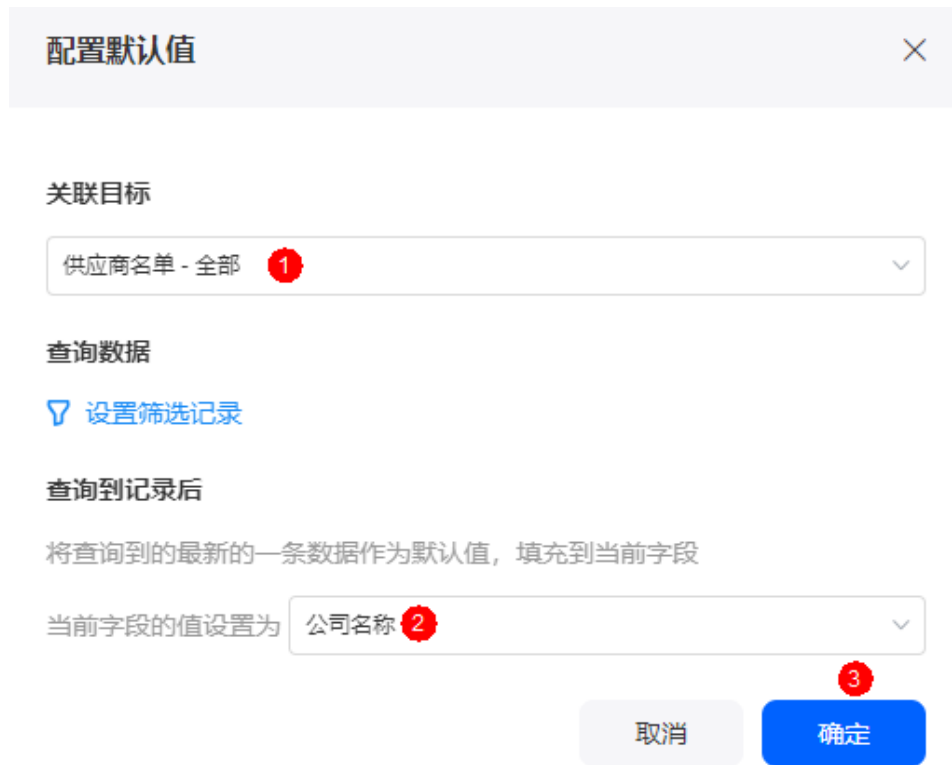 配置默认值
关联目标
供应商名单 - 全部 1
查询数据
设置筛选记录
查询到记录后
将查询到的最新的一条数据作为默认值，填充到当前字段
当前字段的值设置为 公司名称 2
3
取消 确定